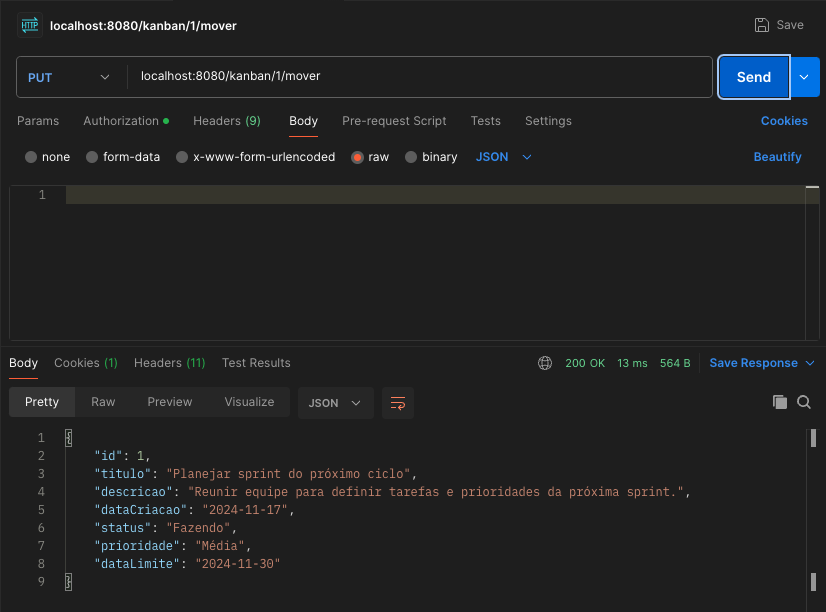 HTTP localhost:8080/kanban/1/mover Save
PUT localhost:8080/kanban/1/mover Send
Params Authorization Headers (9) Body Pre-request Script Tests Settings Cookies
none form-data x-www-form-urlencoded raw binary JSON Beautify
1
Body Cookies (1) Headers (11) Test Results 200 OK 13 ms 564 B Save Response
Pretty Raw Preview Visualize JSON
1 {
2 "id": 1,
3 "titulo": "Planejar sprint do próximo ciclo",
4 "descricao": "Reunir equipe para definir tarefas e prioridades da próxima sprint.",
5 "dataCriacao": "2024-11-17",
6 "status": "Fazendo",
7 "prioridade": "Média",
8 "dataLimite": "2024-11-30"
9 }